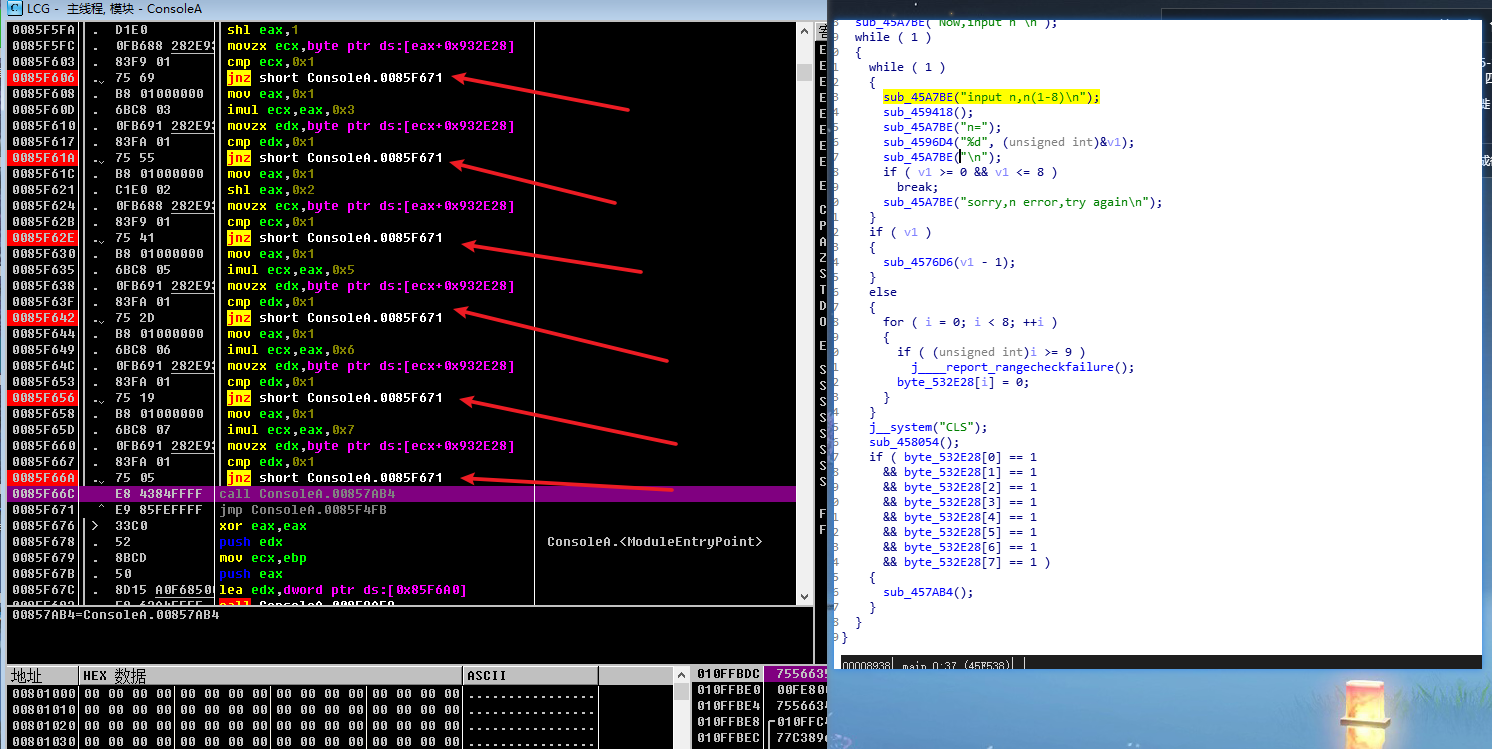 LCG - 主线程, 模块 - ConsoleA
0085F5FA . D1E0 shl eax,1
0085F5FC . 0FB688 282E93 movzx ecx,byte ptr ds:[eax+0x932E28]
0085F603 . 83F9 01 cmp ecx,0x1
0085F606 .. 75 69 jnz short ConsoleA.0085F671
0085F608 . B8 01000000 mov eax,0x1
0085F60D . 6BC8 03 imul ecx,eax,0x3
0085F610 . 0FB691 282E93 movzx edx,byte ptr ds:[ecx+0x932E28]
0085F617 . 83FA 01 cmp edx,0x1
0085F61A .. 75 55 jnz short ConsoleA.0085F671
0085F61C . B8 01000000 mov eax,0x1
0085F621 . C1E0 02 shl eax,0x2
0085F624 . 0FB688 282E93 movzx ecx,byte ptr ds:[eax+0x932E28]
0085F62B . 83F9 01 cmp ecx,0x1
0085F62E .. 75 41 jnz short ConsoleA.0085F671
0085F630 . B8 01000000 mov eax,0x1
0085F635 . 6BC8 05 imul ecx,eax,0x5
0085F638 . 0FB691 282E93 movzx edx,byte ptr ds:[ecx+0x932E28]
0085F63F . 83FA 01 cmp edx,0x1
0085F642 .. 75 2D jnz short ConsoleA.0085F671
0085F644 . B8 01000000 mov eax,0x1
0085F649 . 6BC8 06 imul ecx,eax,0x6
0085F64C . 0FB691 282E93 movzx edx,byte ptr ds:[ecx+0x932E28]
0085F653 . 83FA 01 cmp edx,0x1
0085F656 .. 75 19 jnz short ConsoleA.0085F671
0085F658 . B8 01000000 mov eax,0x1
0085F65D . 6BC8 07 imul ecx,eax,0x7
0085F660 . 0FB691 282E93 movzx edx,byte ptr ds:[ecx+0x932E28]
0085F667 . 83FA 01 cmp edx,0x1
0085F66A .. 75 05 jnz short ConsoleA.0085F671
0085F66C E8 4384FFFF call ConsoleA.00857AB4
0085F671 ^ E9 85FEFFFF jmp ConsoleA.0085F4FB
0085F676 > 33C0 xor eax,eax
0085F678 . 52 push edx ConsoleA.<ModuleEntryPoint>
0085F679 . 8BCD mov ecx,ebp
0085F67B . 50 push eax
0085F67C . 8D15 A0F68500 lea edx,dword ptr ds:[0x85F6A0]
00857AB4=ConsoleA.00857AB4
地址 HEX 数据 ASCII
00801000 00 00 00 00 00 00 00 00 00 00 00 00 00 00 00 00 ................
00801010 00 00 00 00 00 00 00 00 00 00 00 00 00 00 00 00 ................
00801020 00 00 00 00 00 00 00 00 00 00 00 00 00 00 00 00 ................
00801030 00 00 00 00 00 00 00 00 00 00 00 00 00 00 00 00 ................
010FFBDC 7556635
010FFBE0 00FE800
010FFBE4 7556634
010FFBE8 010FFC4
010FFBEC 77C389
sub_45A7BE("Now,input n \n");
while ( 1 )
{
while ( 1 )
{
sub_45A7BE("input n,n(1-8)\n");
sub_459418();
sub_45A7BE("n=");
sub_4596D4("%d", (unsigned int)&v1);
sub_45A7BE("\n");
if ( v1 >= 0 && v1 <= 8 )
break;
sub_45A7BE("sorry,n error,try again\n");
}
if ( v1 )
{
sub_4576D6(v1 - 1);
}
else
{
for ( i = 0; i < 8; ++i )
{
if ( (unsigned int)i >= 9 )
j____report_rangecheckfailure();
byte_532E28[i] = 0;
}
}
j__system("CLS");
sub_458054();
if ( byte_532E28[0] == 1
&& byte_532E28[1] == 1
&& byte_532E28[2] == 1
&& byte_532E28[3] == 1
&& byte_532E28[4] == 1
&& byte_532E28[5] == 1
&& byte_532E28[6] == 1
&& byte_532E28[7] == 1 )
{
sub_457AB4();
}
}
}
00008938 main 0:37 (45F538)